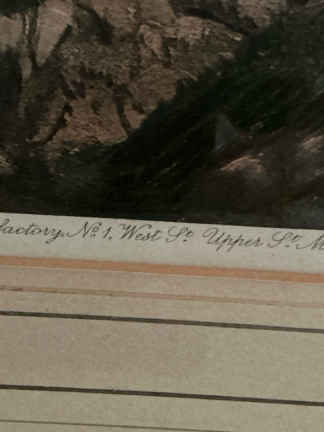 factory Nº 1. West Sᵗ. Upper Sᵗ. M